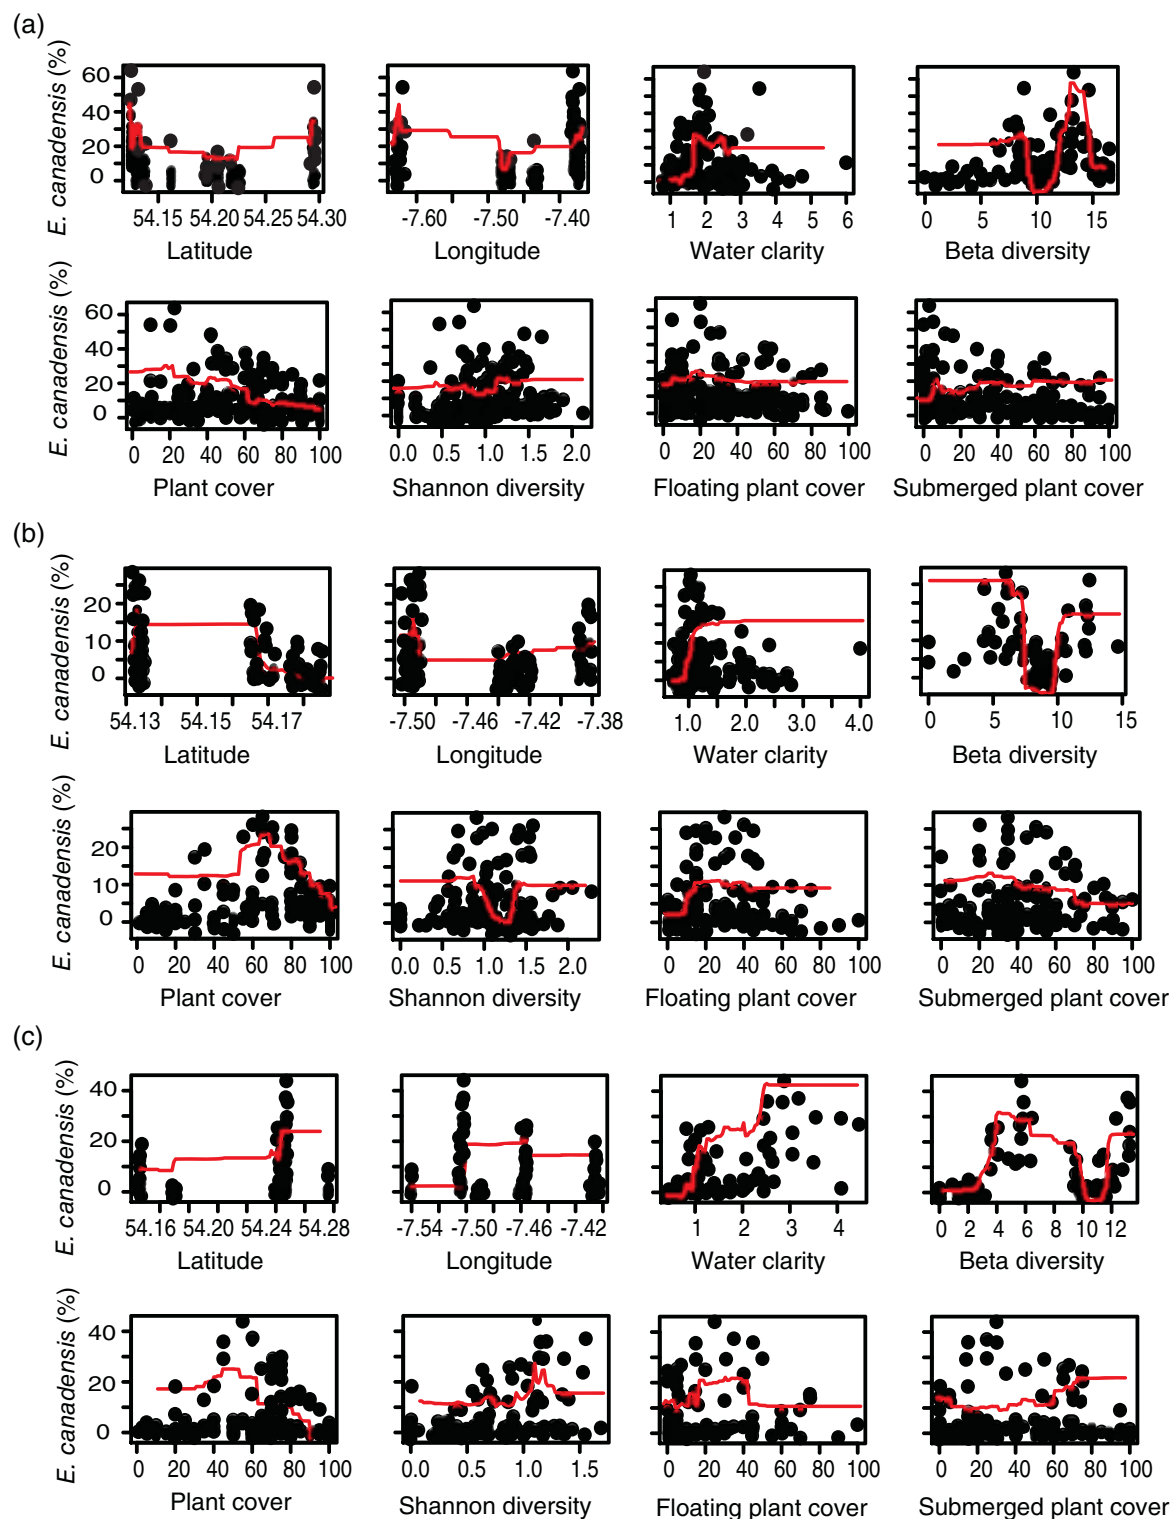 (a)
E. canadensis (%)
60
40
20
0
54.15 54.20 54.25 54.30
Latitude
-7.60 -7.50 -7.40
Longitude
1 2 3 4 5 6
Water clarity
0 5 10 15
Beta diversity
E. canadensis (%)
60
40
20
0
0 20 40 60 80 100
Plant cover
0.0 0.5 1.0 1.5 2.0
Shannon diversity
0 20 40 60 80 100
Floating plant cover
0 20 40 60 80 100
Submerged plant cover
(b)
E. canadensis (%)
20
10
0
54.13 54.15 54.17
Latitude
-7.50 -7.46 -7.42 -7.38
Longitude
1.0 2.0 3.0 4.0
Water clarity
0 5 10 15
Beta diversity
E. canadensis (%)
20
10
0
0 20 40 60 80 100
Plant cover
0.0 0.5 1.0 1.5 2.0
Shannon diversity
0 20 40 60 80 100
Floating plant cover
0 20 40 60 80 100
Submerged plant cover
(c)
E. canadensis (%)
40
20
0
54.16 54.20 54.24 54.28
Latitude
-7.54 -7.50 -7.46 -7.42
Longitude
1 2 3 4
Water clarity
0 2 4 6 8 10 12
Beta diversity
E. canadensis (%)
40
20
0
0 20 40 60 80 100
Plant cover
0.0 0.5 1.0 1.5
Shannon diversity
0 20 40 60 80 100
Floating plant cover
0 20 40 60 80 100
Submerged plant cover